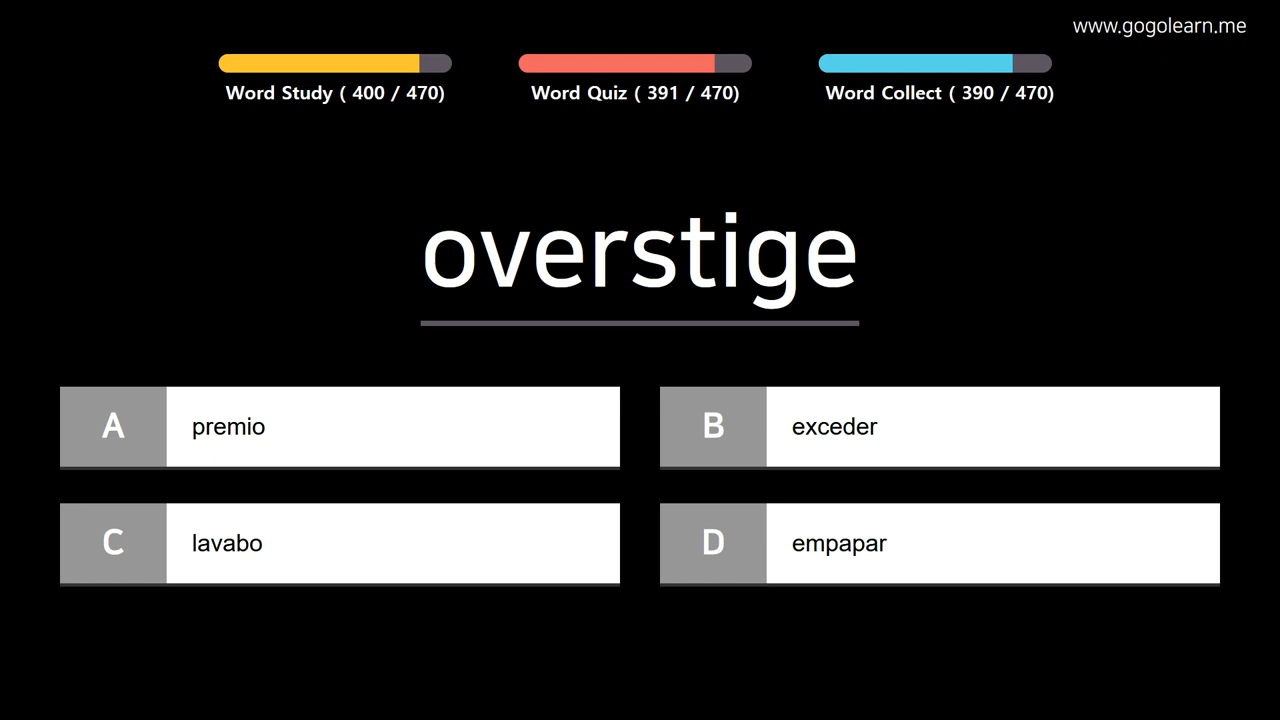 www.gogolearn.me
Word Study ( 400 / 470)
Word Quiz ( 391 / 470)
Word Collect ( 390 / 470)
overstige
A premio
B exceder
C lavabo
D empapar